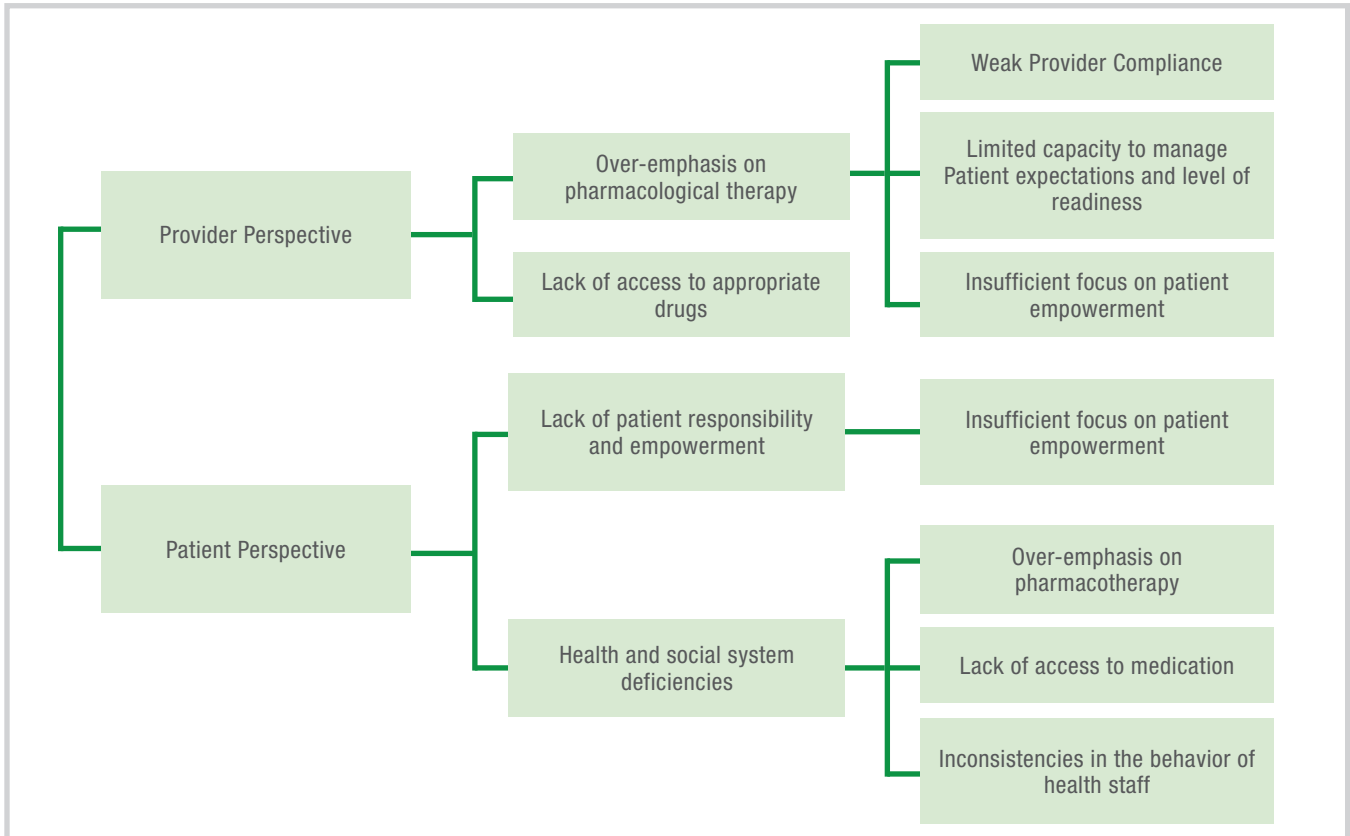 Provider Perspective
Over-emphasis on
pharmacological therapy
Weak Provider Compliance
Limited capacity to manage
Patient expectations and level of
readiness
Insufficient focus on patient
empowerment
Lack of access to appropriate
drugs
Patient Perspective
Lack of patient responsibility
and empowerment
Insufficient focus on patient
empowerment
Health and social system
deficiencies
Over-emphasis on
pharmacotherapy
Lack of access to medication
Inconsistencies in the behavior of
health staff